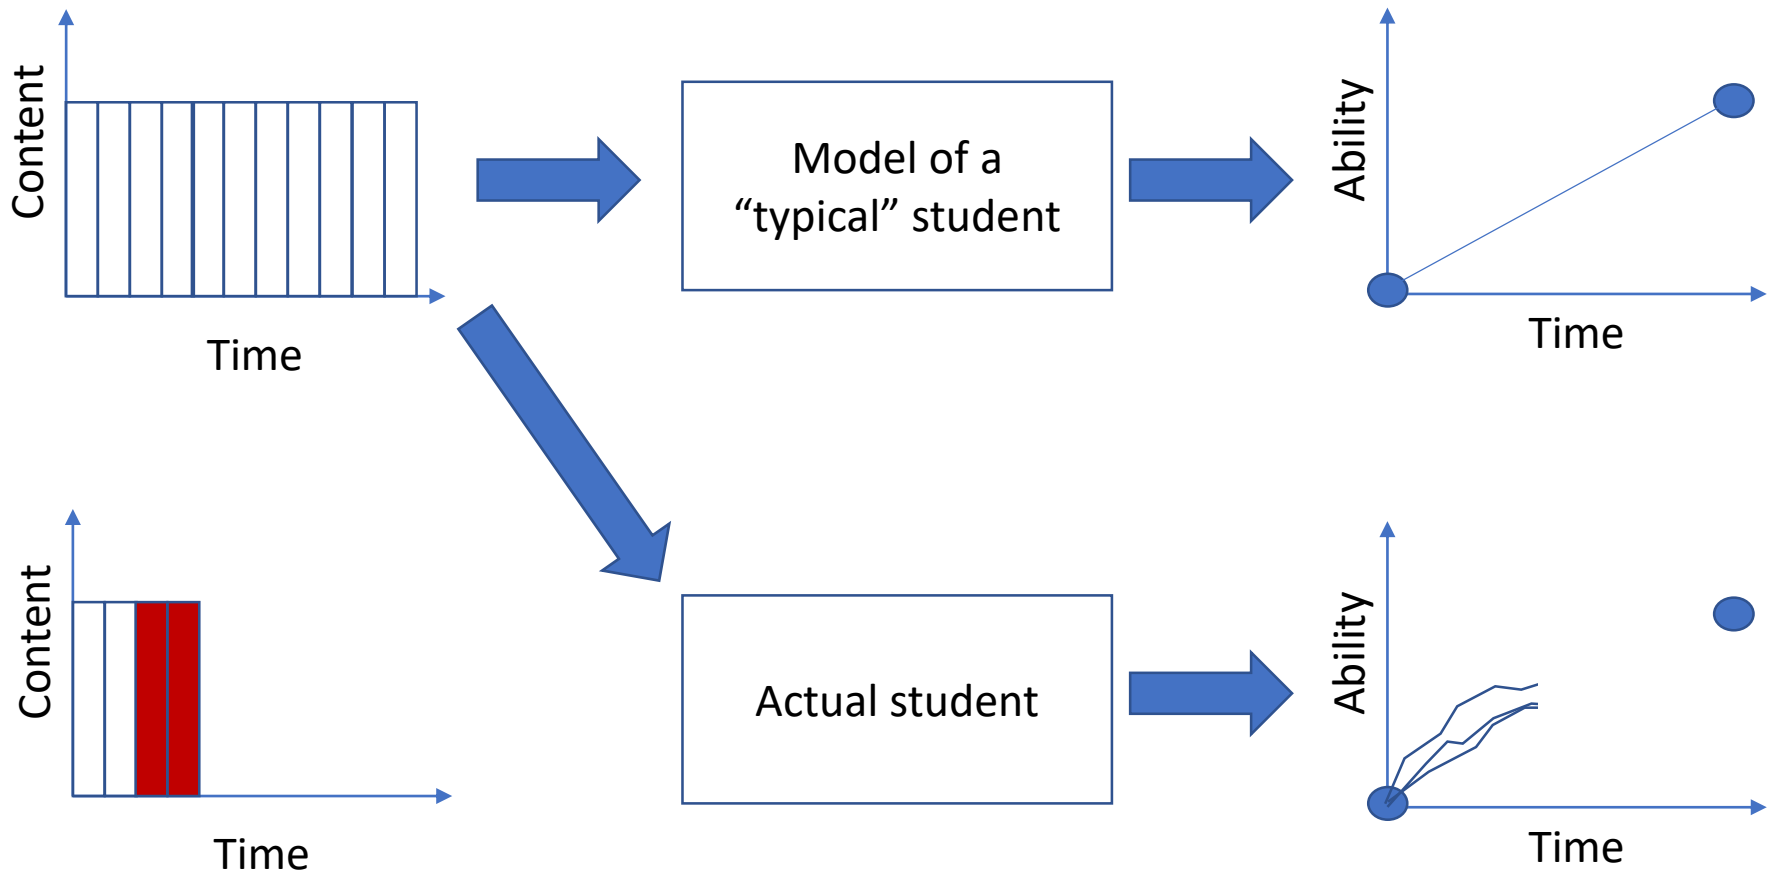 Content
Time
Model of a
“typical” student
Ability
Time
Content
Time
Actual student
Ability
Time